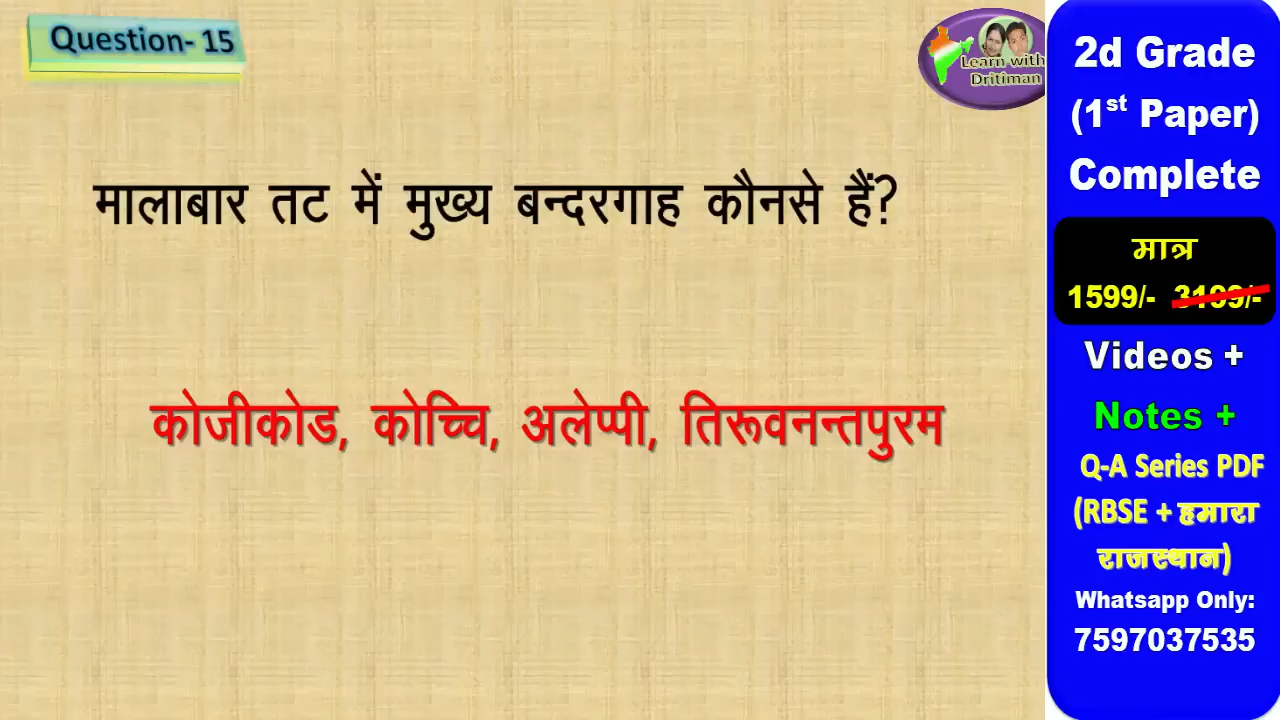 Question- 15
Learn with
Dritiman
मालाबार तट में मुख्य बन्दरगाह कौनसे हैं?
कोजीकोड, कोच्चि, अलेप्पी, तिरूवनन्तपुरम
2d Grade
(1st Paper)
Complete
मात्र
1599/- 3199/-
Videos +
Notes +
Q-A Series PDF
(RBSE + हमारा
राजस्थान)
Whatsapp Only:
7597037535